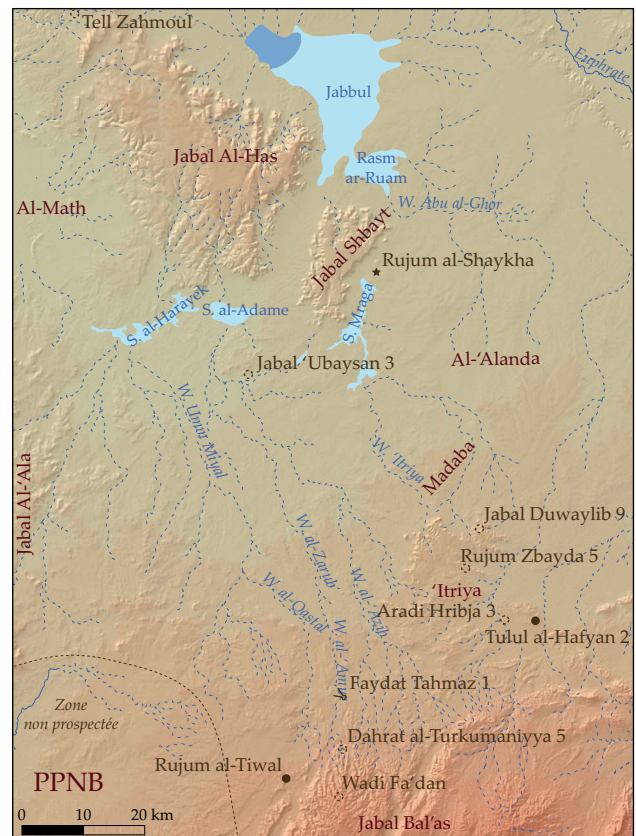 Tell Zahmoul
Euphrate
Jabbul
Jabal Al-Has
Rasm
ar-Ruam
Al-Math
W. Abu al-Ghor
Jabal Shbayt
Rujum al-Shaykha
S. al-Harayek
S. al-Adame
S. Mraga
Jabal ‘Ubaysan 3
Al-‘Alanda
W. Umm Miyal
W. ‘Itriya
Madaba
Jabal Al-‘Ala
Jabal Duwaylib 9
W. al-Zarub
Rujum Zbayda 5
W. al-Azib
‘Itriya
W. al-Qastal
Aradi Hribja 3
Tulul al-Hafyan 2
Faydat Tahmaz 1
Zone
non prospectée
Dahrat al-Turkumaniyya 5
Rujum al-Tiwal
PPNB
Wadi Fa‘dan
0 10 20 km
Jabal Bal‘as